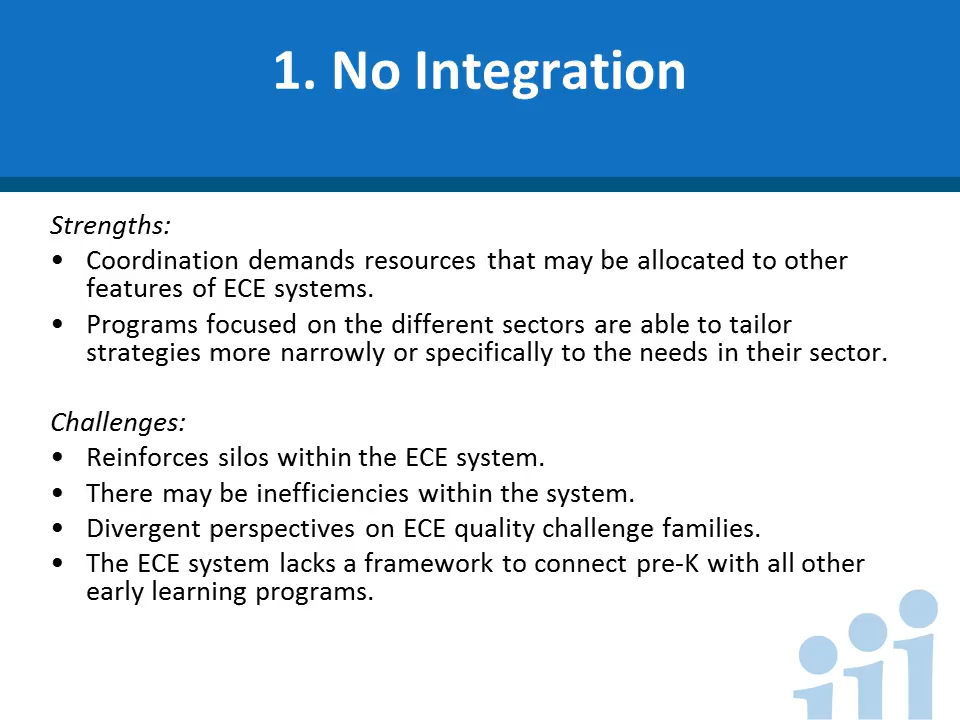 1. No Integration
Strengths:
• Coordination demands resources that may be allocated to other
features of ECE systems.
• Programs focused on the different sectors are able to tailor
strategies more narrowly or specifically to the needs in their sector.
Challenges:
• Reinforces silos within the ECE system.
• There may be inefficiencies within the system.
• Divergent perspectives on ECE quality challenge families.
• The ECE system lacks a framework to connect pre-K with all other
early learning programs.